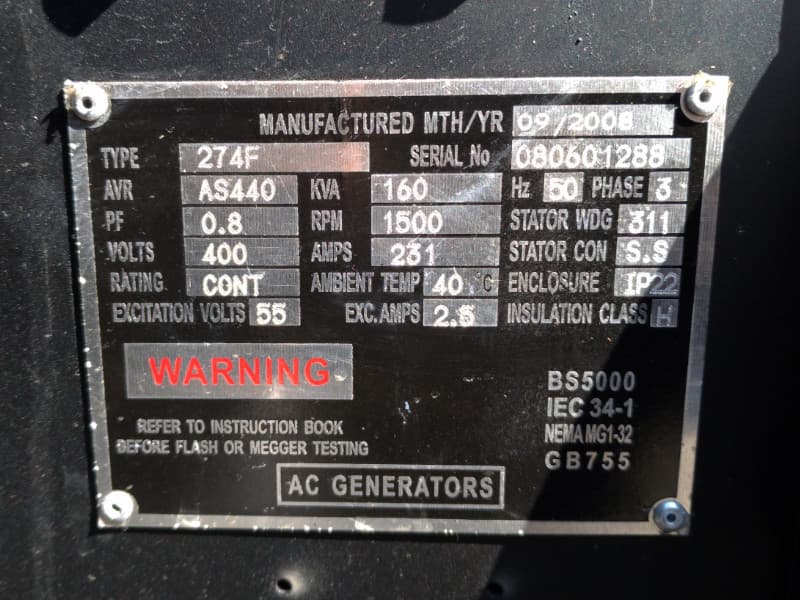 MANUFACTURED MTH/YR 09/2008
TYPE 274F SERIAL No 080601288
AVR AS440 KVA 160 Hz 50 PHASE 3
PF 0.8 RPM 1500 STATOR WDG 311
VOLTS 400 AMPS 231 STATOR CON S.S
RATING CONT AMBIENT TEMP 40 °C ENCLOSURE IP22
EXCITATION VOLTS 55 EXC.AMPS 2.5 INSULATION CLASS H
WARNING
REFER TO INSTRUCTION BOOK
BEFORE FLASH OR MEGGER TESTING
BS5000
IEC 34-1
NEMA MG1-32
GB755
AC GENERATORS